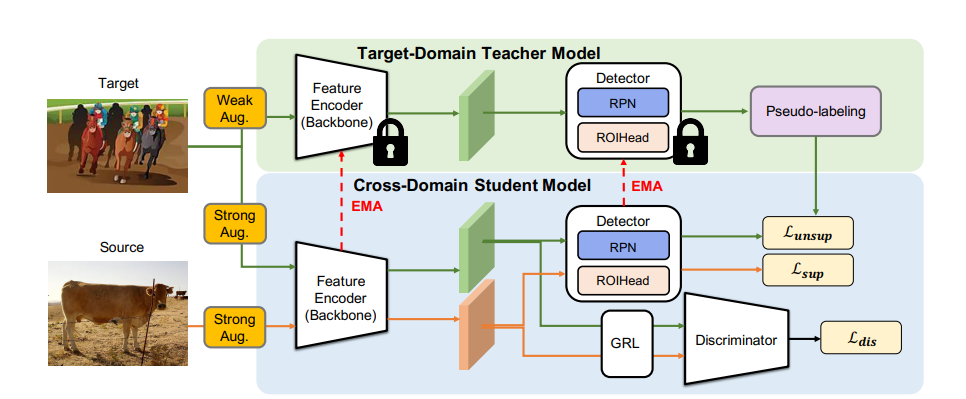 Target-Domain Teacher Model
Target
Weak
Aug.
Feature
Encoder
(Backbone)
Detector
RPN
ROIHead
Pseudo-labeling
EMA
EMA
Cross-Domain Student Model
Strong
Aug.
Source
Strong
Aug.
Feature
Encoder
(Backbone)
Detector
RPN
ROIHead
ℒunsup
ℒsup
GRL
Discriminator
ℒdis